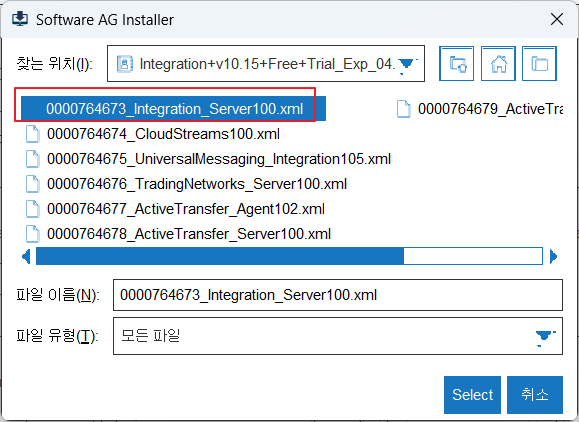 Software AG Installer
찾는 위치(I): Integration+v10.15+Free+Trial_Exp_04.
0000764673_Integration_Server100.xml 0000764679_ActiveTra
0000764674_CloudStreams100.xml
0000764675_UniversalMessaging_Integration105.xml
0000764676_TradingNetworks_Server100.xml
0000764677_ActiveTransfer_Agent102.xml
0000764678_ActiveTransfer_Server100.xml
파일 이름(N): 0000764673_Integration_Server100.xml
파일 유형(T): 모든 파일
Select 취소